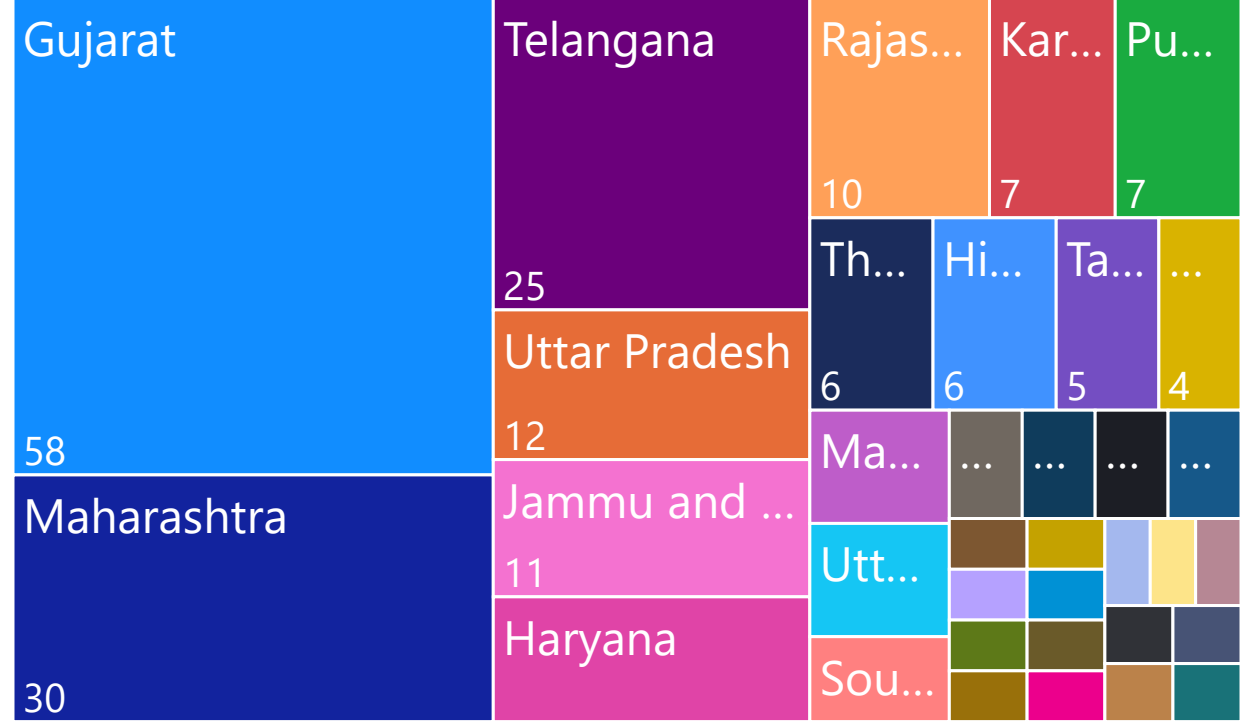 Gujarat
58
Maharashtra
30
Telangana
25
Uttar Pradesh
12
Jammu and ...
11
Haryana
Rajas...
10
Kar...
7
Pu...
7
Th...
6
Hi...
6
Ta...
5
...
4
Ma...
Utt...
Sou...
...
...
...
...